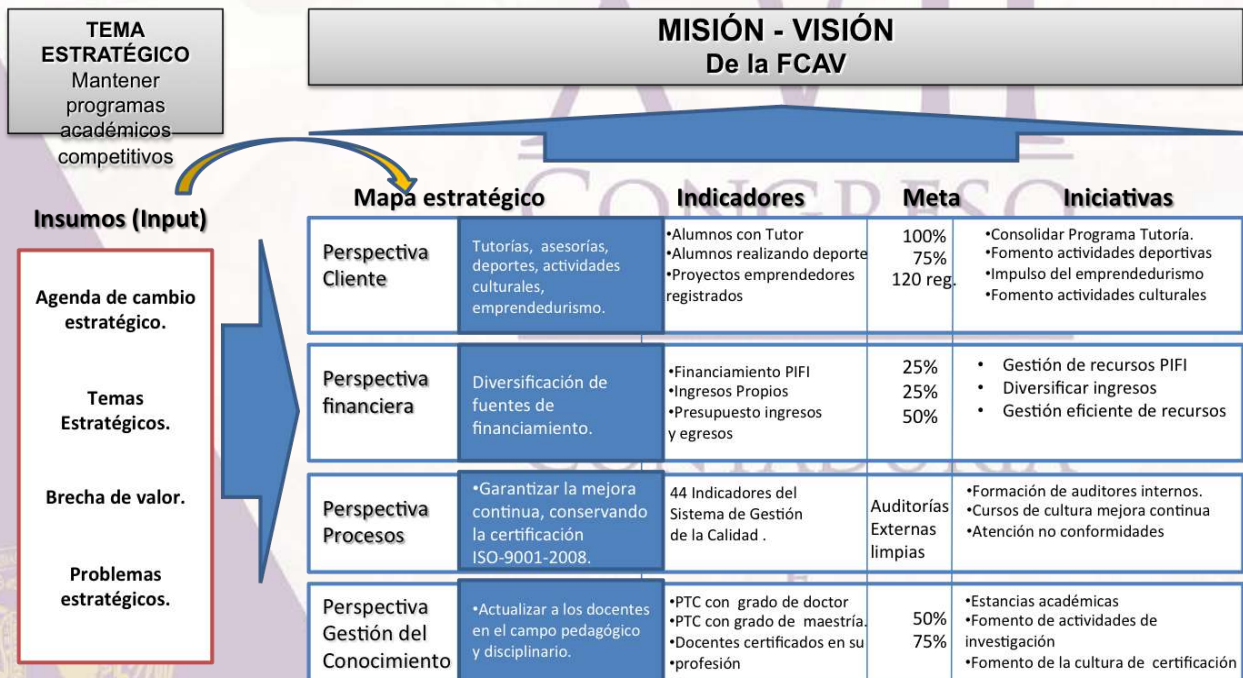 TEMA
ESTRATÉGICO
Mantener
programas
académicos
competitivos
MISIÓN - VISIÓN
De la FCAV
Insumos (Input)
Agenda de cambio
estratégico.
Temas
Estratégicos.
Brecha de valor.
Problemas
estratégicos.
Mapa estratégico
Indicadores
Meta
Iniciativas
Perspectiva
Cliente
Tutorías, asesorías,
deportes, actividades
culturales,
emprendedurismo.
•Alumnos con Tutor
•Alumnos realizando deporte
•Proyectos emprendedores
registrados
100%
75%
120 reg.
•Consolidar Programa Tutoría.
•Fomento actividades deportivas
•Impulso del emprendedurismo
•Fomento actividades culturales
Perspectiva
financiera
Diversificación de
fuentes de
financiamiento.
•Financiamiento PIFI
•Ingresos Propios
•Presupuesto ingresos
y egresos
25%
25%
50%
• Gestión de recursos PIFI
• Diversificar ingresos
• Gestión eficiente de recursos
Perspectiva
Procesos
•Garantizar la mejora
continua, conservando
la certificación
ISO-9001-2008.
44 Indicadores del
Sistema de Gestión
de la Calidad .
Auditorías
Externas
limpias
•Formación de auditores internos.
•Cursos de cultura mejora continua
•Atención no conformidades
Perspectiva
Gestión del
Conocimiento
•Actualizar a los docentes
en el campo pedagógico
y disciplinario.
•PTC con grado de doctor
•PTC con grado de maestría.
•Docentes certificados en su
•profesión
50%
75%
•Estancias académicas
•Fomento de actividades de
investigación
•Fomento de la cultura de certificación
XVII
CONGRESO
CONTADURÍA